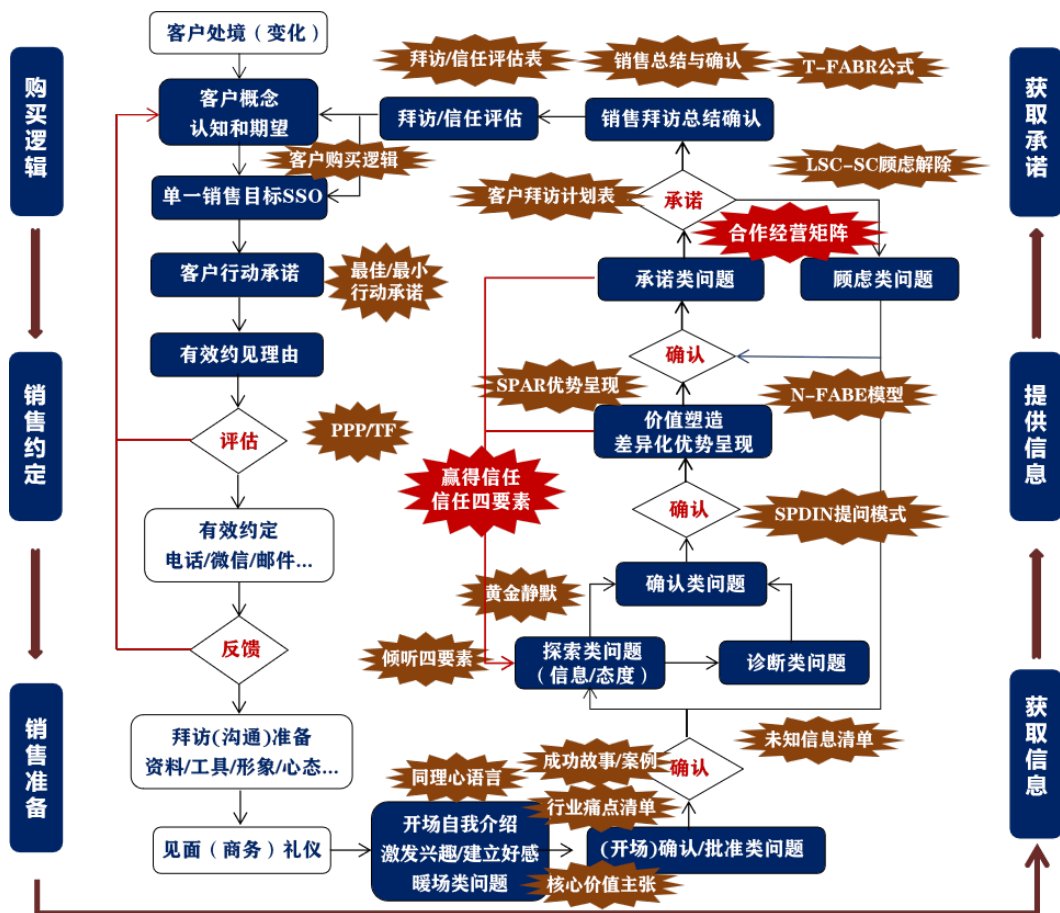 购买逻辑
销售约定
销售准备
客户处境（变化）
客户概念
认知和期望
客户购买逻辑
单一销售目标SSO
客户行动承诺
最佳/最小
行动承诺
有效约见理由
评估
PPP/TF
有效约定
电话/微信/邮件...
反馈
拜访(沟通)准备
资料/工具/形象/心态...
见面（商务）礼仪
同理心语言
开场自我介绍
激发兴趣/建立好感
暖场类问题
成功故事/案例
行业痛点清单
核心价值主张
(开场)确认/批准类问题
确认
未知信息清单
倾听四要素
探索类问题
（信息/态度）
诊断类问题
黄金静默
确认类问题
SPDIN提问模式
确认
赢得信任
信任四要素
价值塑造
差异化优势呈现
SPAR优势呈现
N-FABE模型
确认
承诺类问题
顾虑类问题
合作经营矩阵
承诺
客户拜访计划表
LSC-SC顾虑解除
销售拜访总结确认
拜访/信任评估
拜访/信任评估表
销售总结与确认
T-FABR公式
获取承诺
提供信息
获取信息